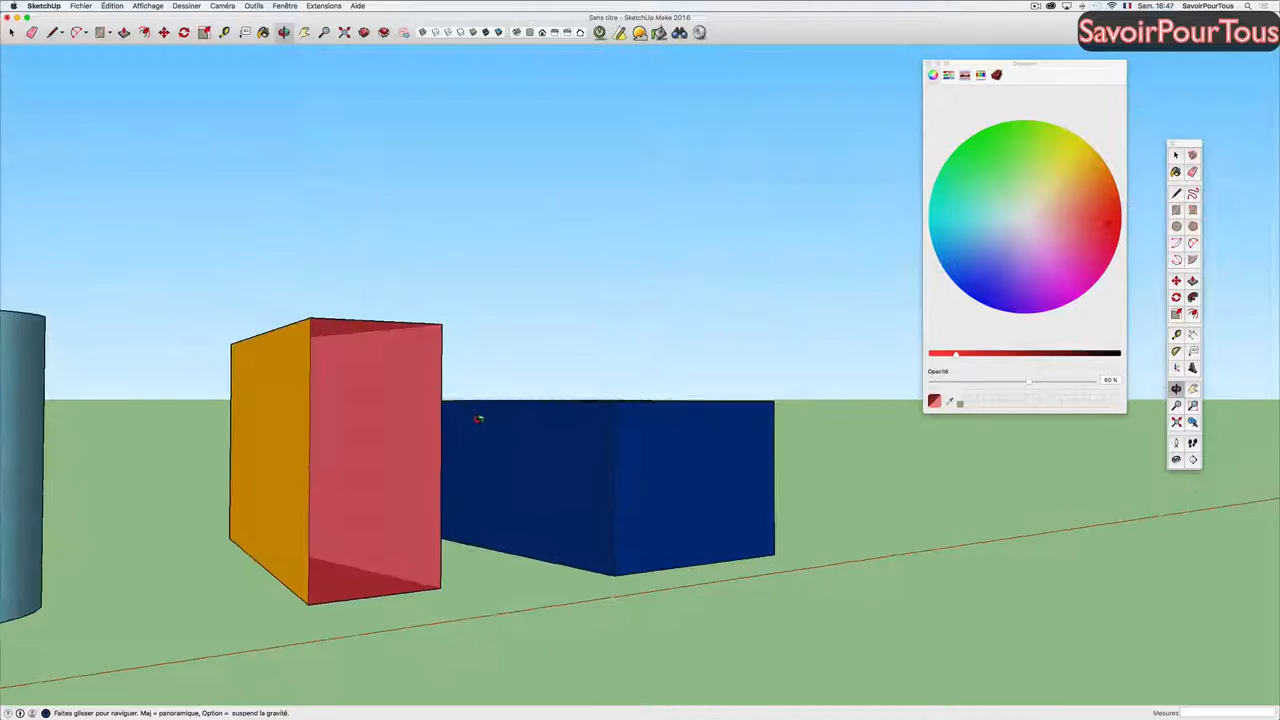 SketchUp Fichier Édition Affichage Dessiner Caméra Outils Fenêtre Extensions Aide Sam. 16:47 SavoirPourTous
Sans titre - SketchUp Make 2016
SavoirPourTous
Opacité
60 %
Faites glisser pour naviguer. Maj = panoramique, Option = suspend la gravité.
Mesures